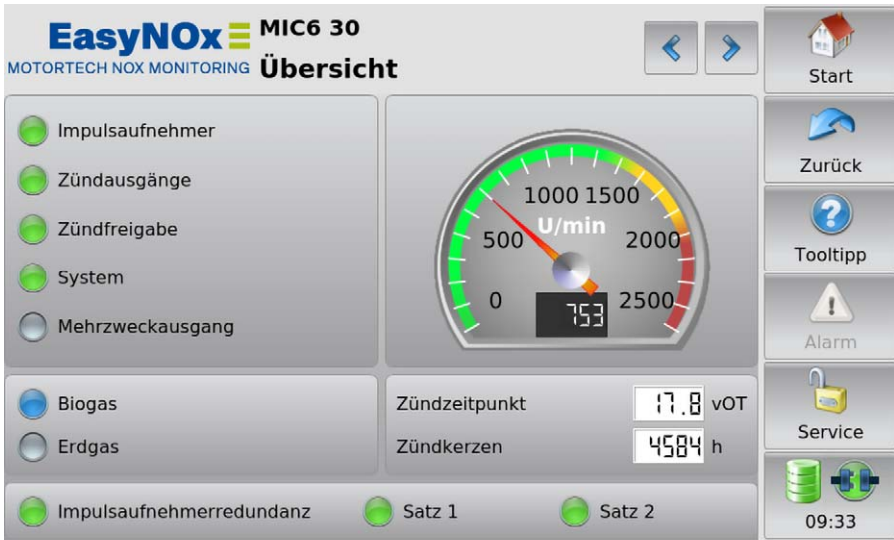 EasyNOx
MOTORTECH NOX MONITORING
MIC6 30
Übersicht
Start
Zurück
Tooltipp
Alarm
Service
09:33
Impulsaufnehmer
Zündausgänge
Zündfreigabe
System
Mehrzweckausgang
1000 1500
U/min
500 2000
0 2500
753
Biogas
Erdgas
Zündzeitpunkt 17.8 vOT
Zündkerzen 4584 h
Impulsaufnehmerredundanz Satz 1 Satz 2